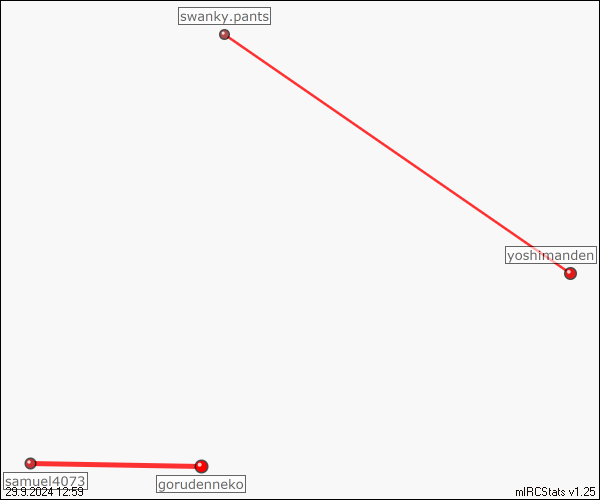 swanky.pants
yoshimanden
samuel4073
gorudenneko
29.9.2024 12:59
mIRCStats v1.25